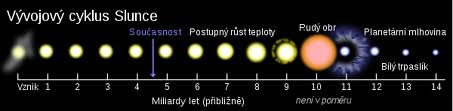 Vývojový cyklus Slunce
Současnost
Postupný růst teploty
Rudý obr
Planetární mlhovina
Bílý trpaslík
Vznik 1 2 3 4 5 6 7 8 9 10 11 12 13 14
Miliardy let (přibližně)
není v poměru